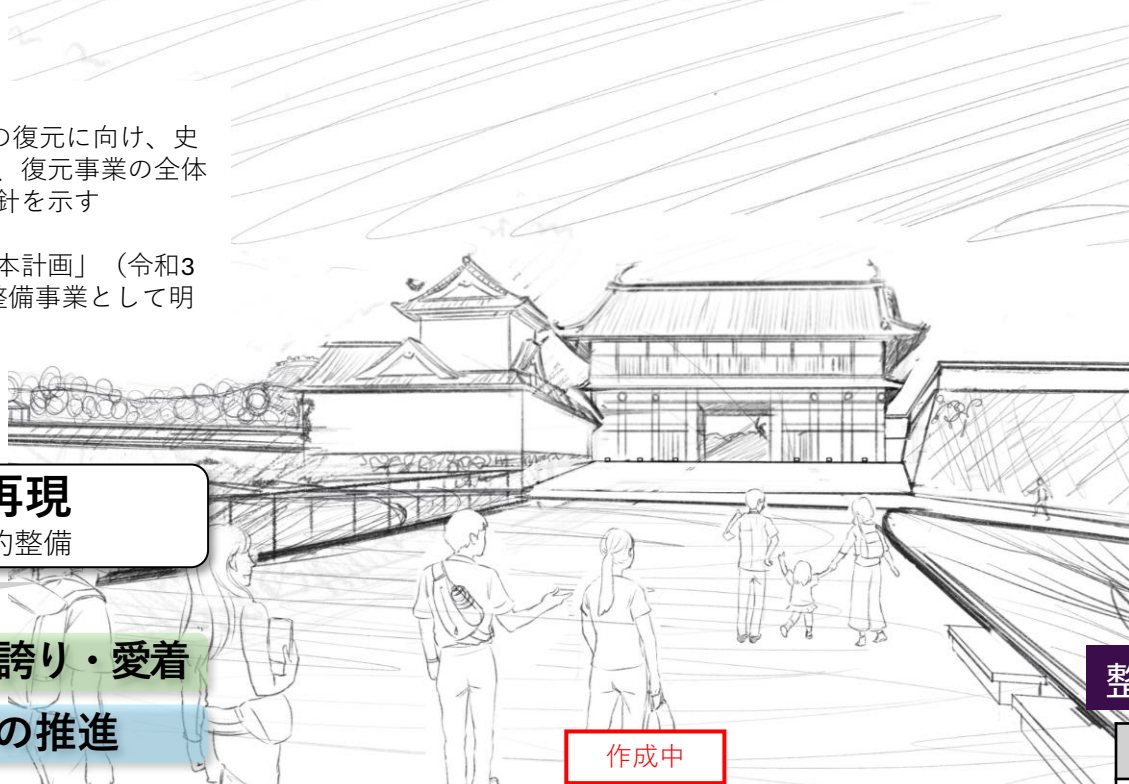 の復元に向け、史
、復元事業の全体
針を示す
本計画」（令和3
整備事業として明
再現
的整備
誇り・愛着
の推進
整
作成中